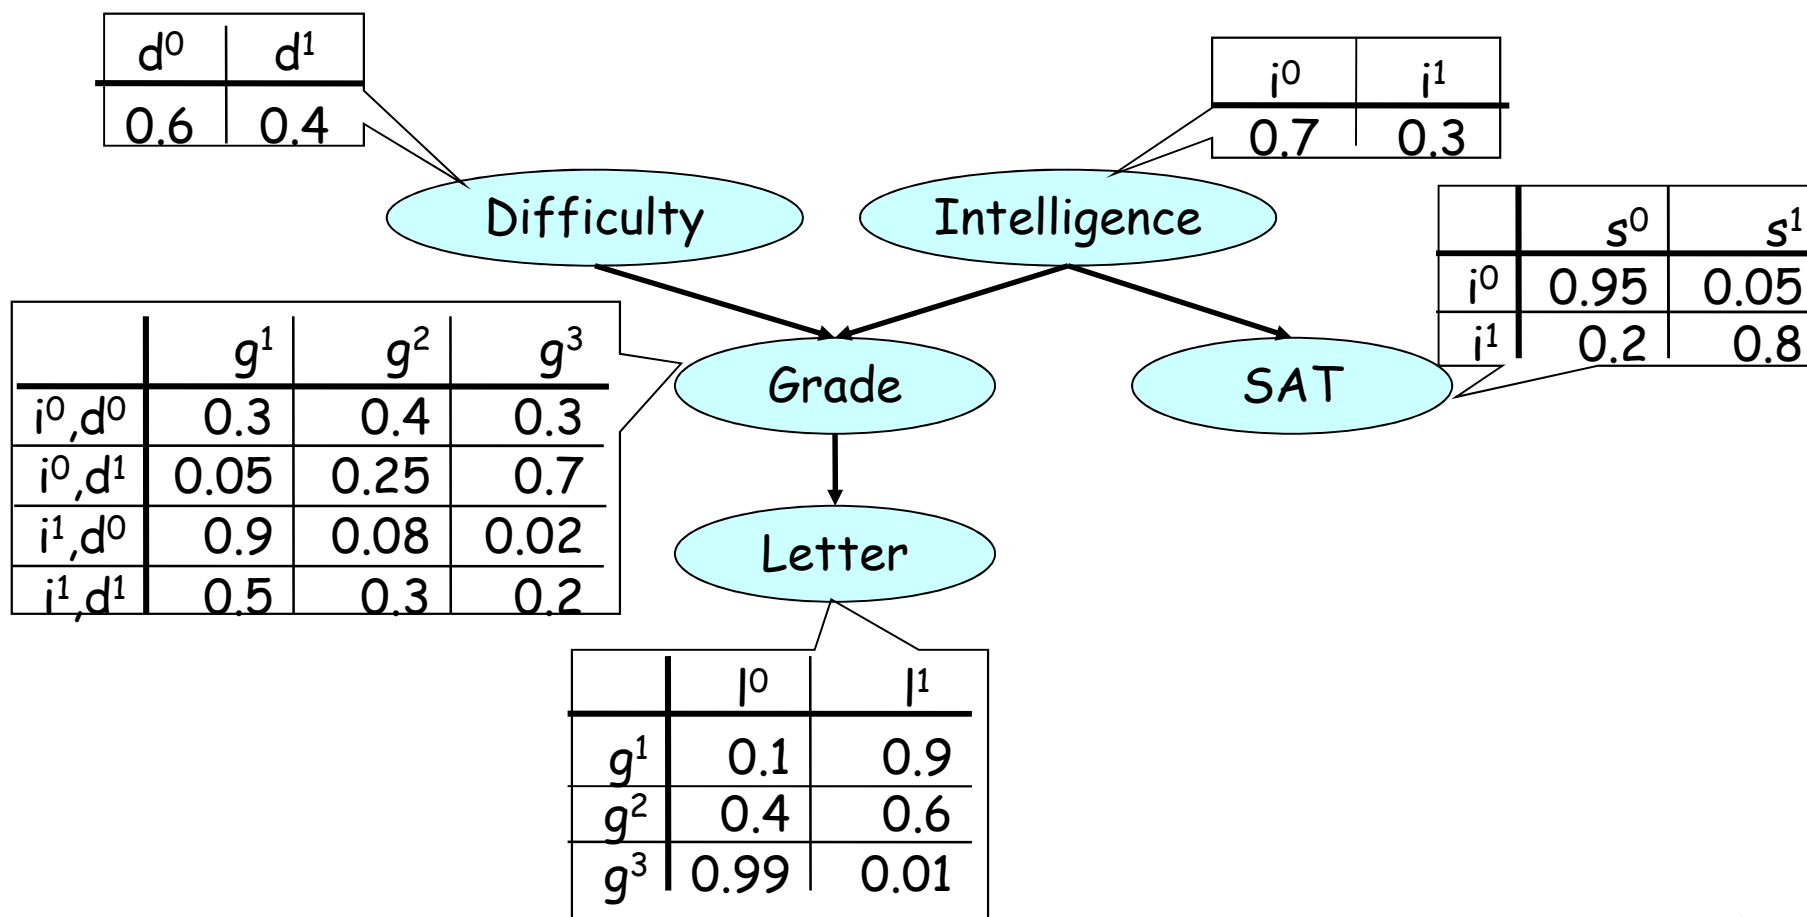 d⁰ d¹
0.6 0.4
i⁰ i¹
0.7 0.3
Difficulty
Intelligence
s⁰ s¹
i⁰ 0.95 0.05
i¹ 0.2 0.8
g¹ g² g³
i⁰,d⁰ 0.3 0.4 0.3
i⁰,d¹ 0.05 0.25 0.7
i¹,d⁰ 0.9 0.08 0.02
i¹,d¹ 0.5 0.3 0.2
Grade
SAT
Letter
l⁰ l¹
g¹ 0.1 0.9
g² 0.4 0.6
g³ 0.99 0.01